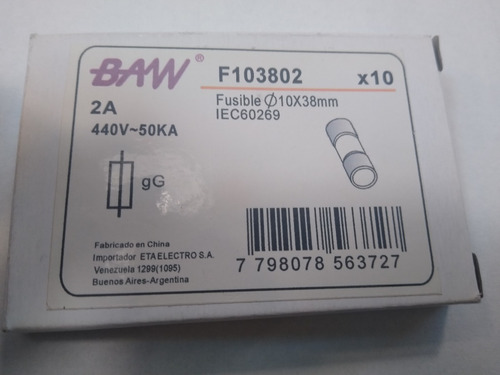 BAW® F103802 x10
2A Fusible Ø10X38mm
440V~50KA IEC60269
gG
Fabricado en China
Importador ETA ELECTRO S.A.
Venezuela 1299(1095)
Buenos Aires-Argentina
7 798078 563727